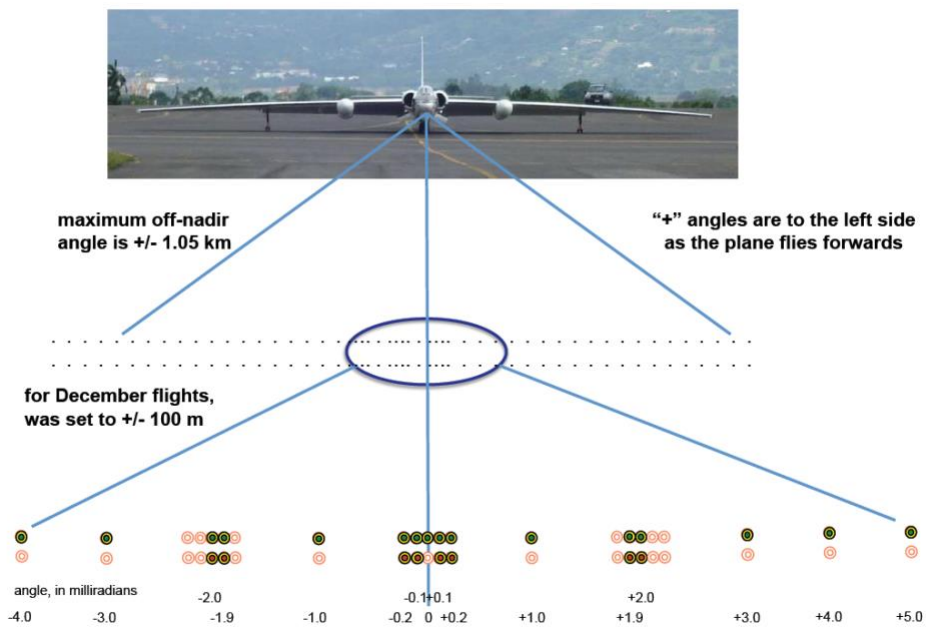 maximum off-nadir
angle is +/- 1.05 km
“+” angles are to the left side
as the plane flies forwards
for December flights,
was set to +/- 100 m
angle, in milliradians
-2.0 -0.1 +0.1 +2.0
-4.0 -3.0 -1.9 -1.0 -0.2 0 +0.2 +1.0 +1.9 +3.0 +4.0 +5.0